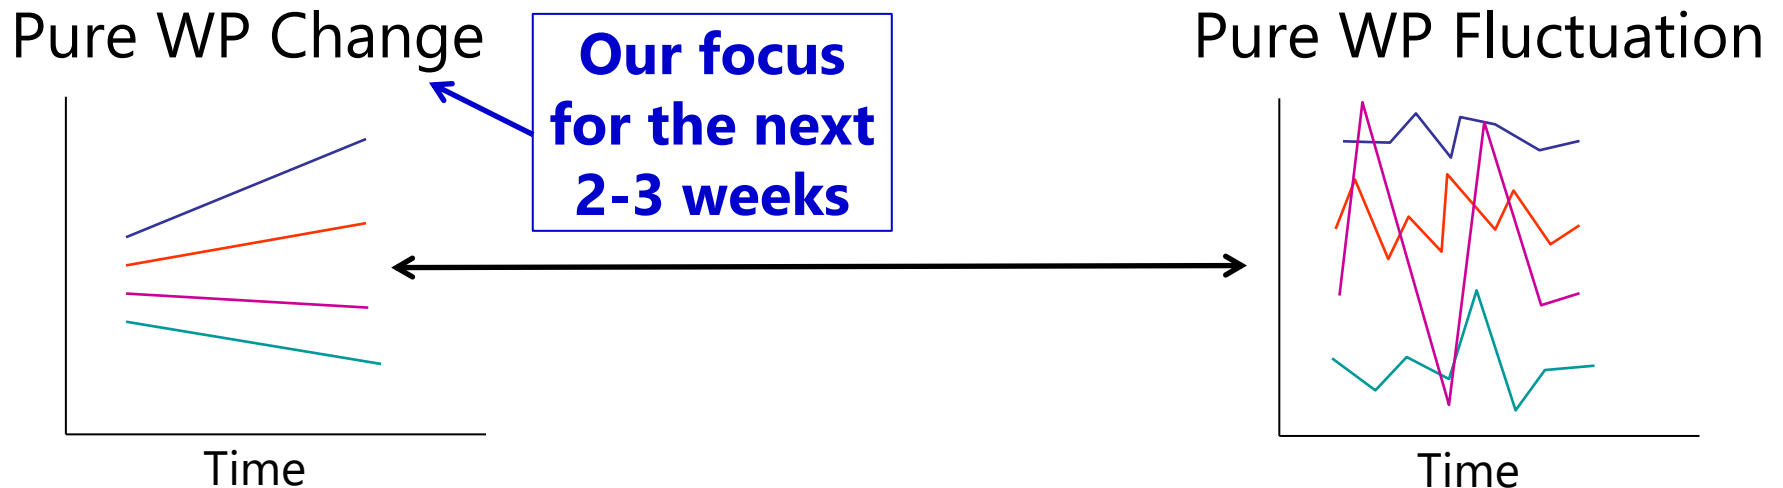 Pure WP Change
Our focus
for the next
2-3 weeks
Pure WP Fluctuation
Time
Time